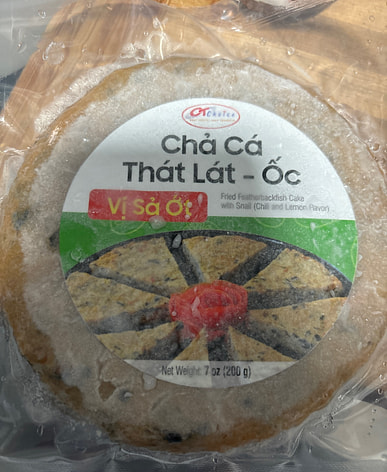 Choice
Chả Cá
Thát Lát - Ốc
Vị Sả Ớt
Fried Featherbackfish Cake
with Snail (Chili and Lemon Flavor)
Net Weight: 7 oz (200 g)